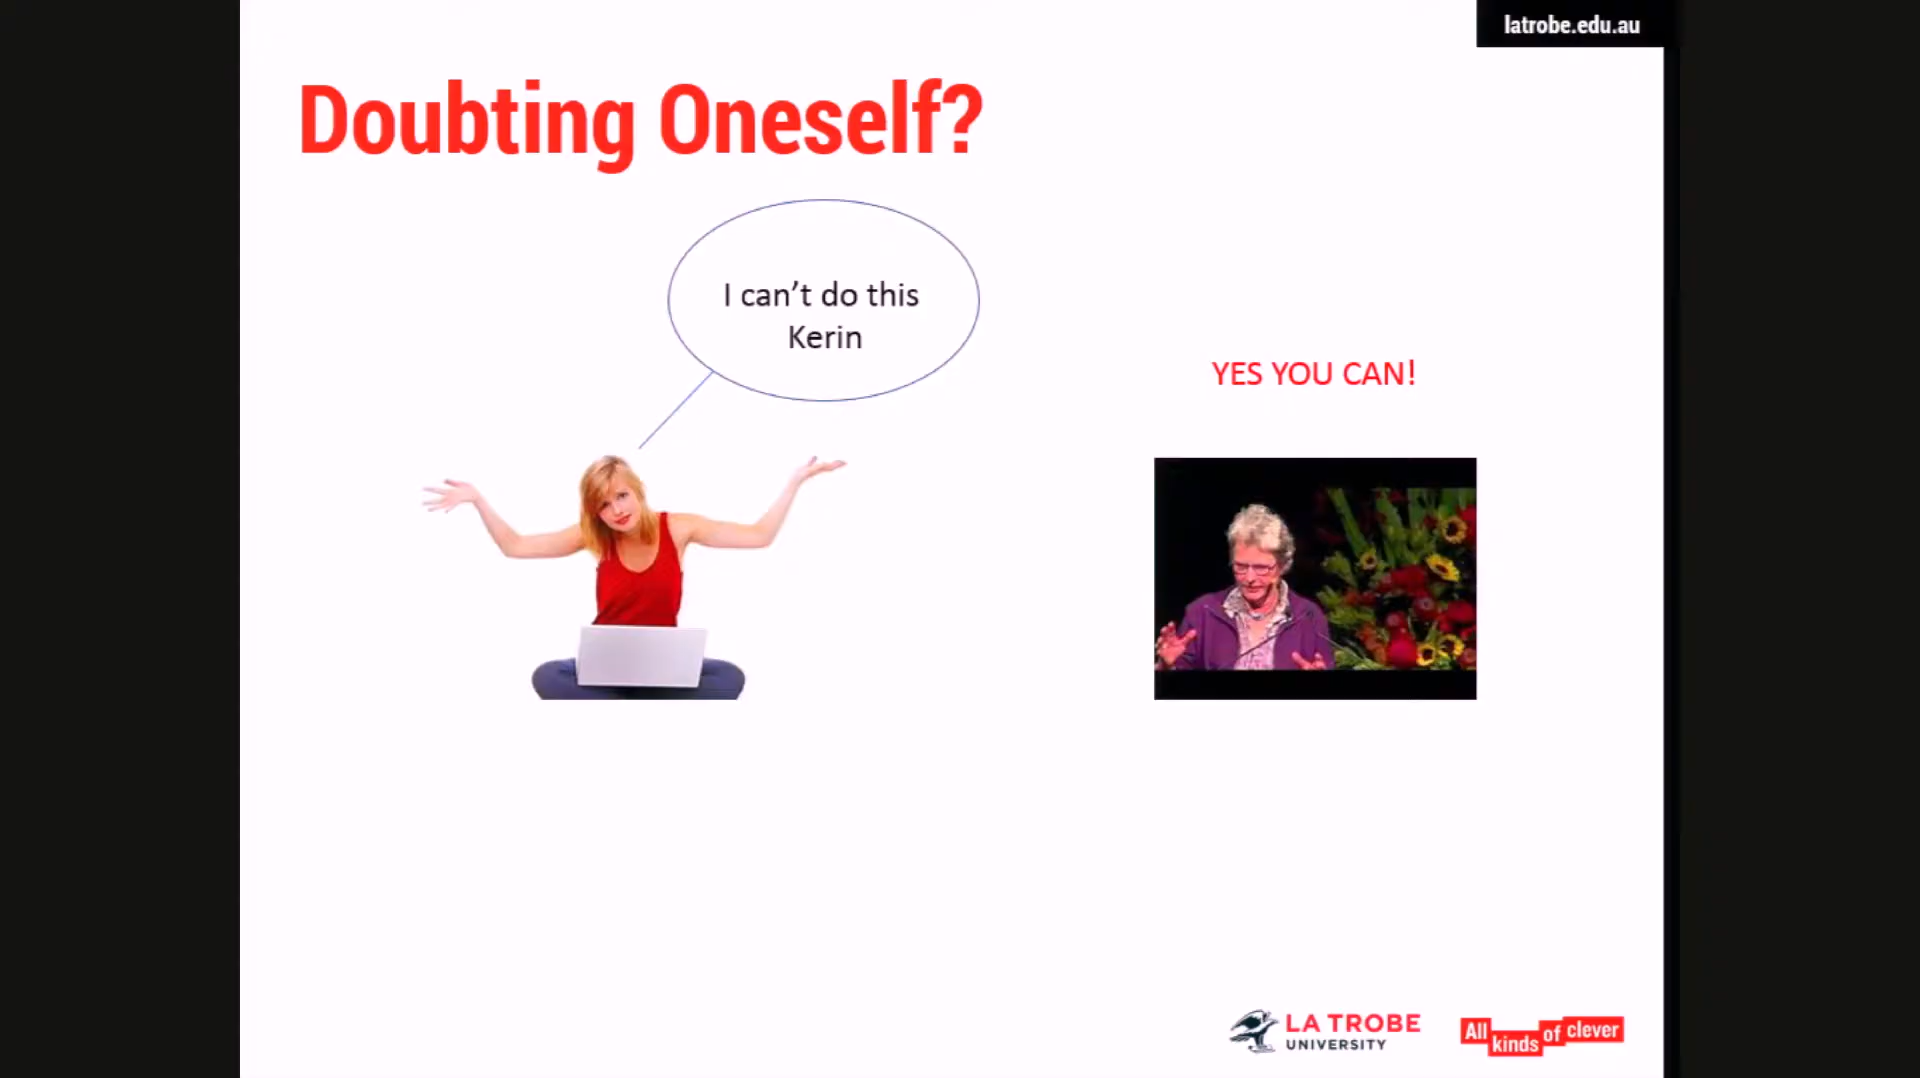 latrobe.edu.au
Doubting Oneself?
I can't do this
Kerin
YES YOU CAN!
LA TROBE
UNIVERSITY
All kinds of clever